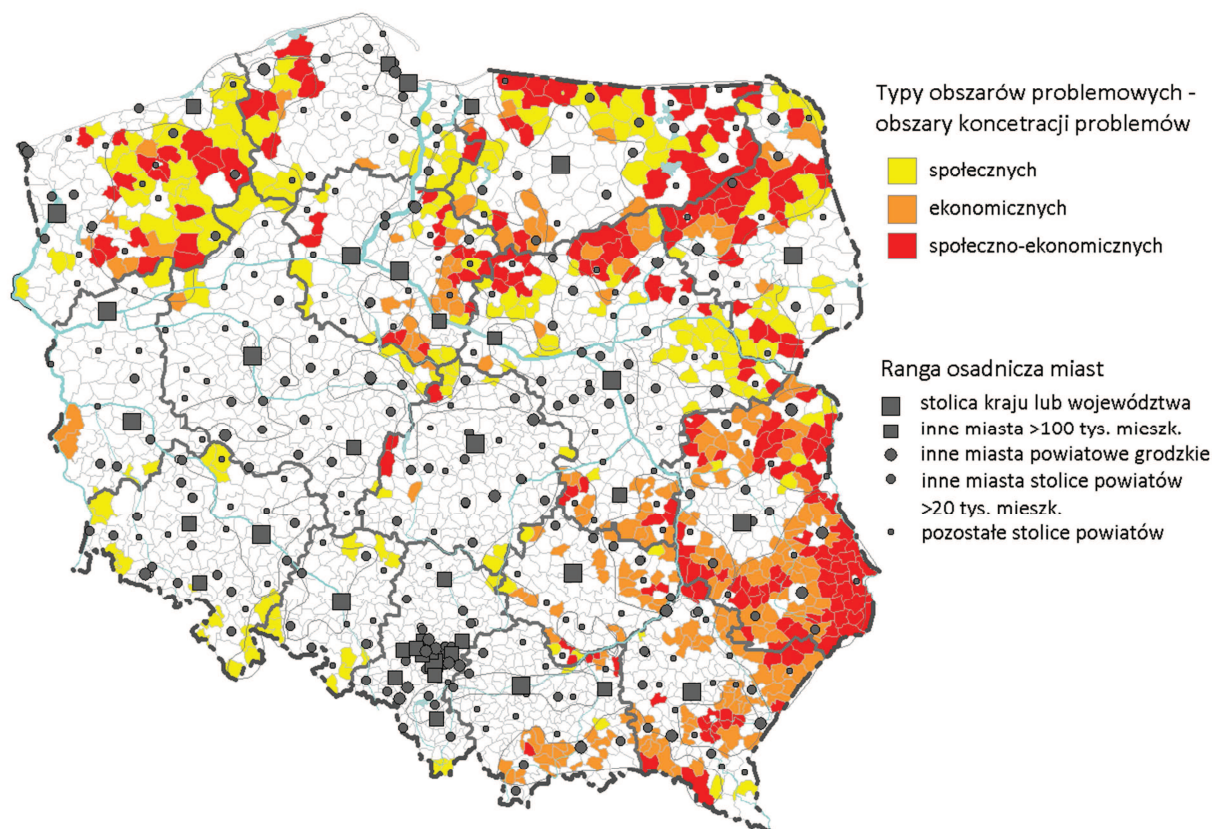 Typy obszarów problemowych -
obszary koncetracji problemów
społecznych
ekonomicznych
społeczno-ekonomicznych
Ranga osadnicza miast
stolica kraju lub województwa
inne miasta >100 tys. mieszk.
inne miasta powiatowe grodzkie
inne miasta stolice powiatów
>20 tys. mieszk.
pozostałe stolice powiatów